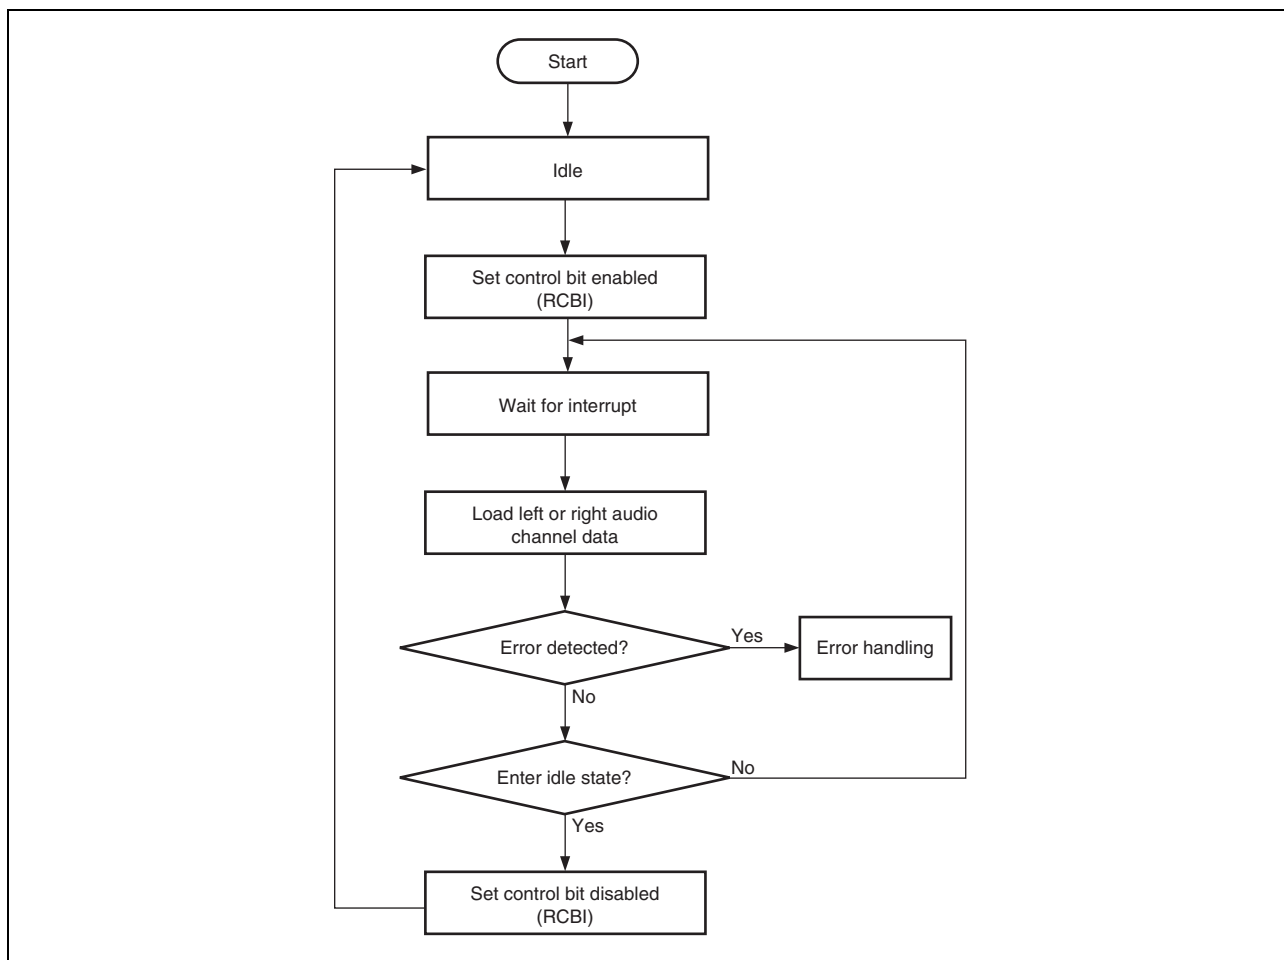 Start
Idle
Set control bit enabled
(RCBI)
Wait for interrupt
Load left or right audio
channel data
Error detected?
Yes
Error handling
No
Enter idle state?
No
Yes
Set control bit disabled
(RCBI)